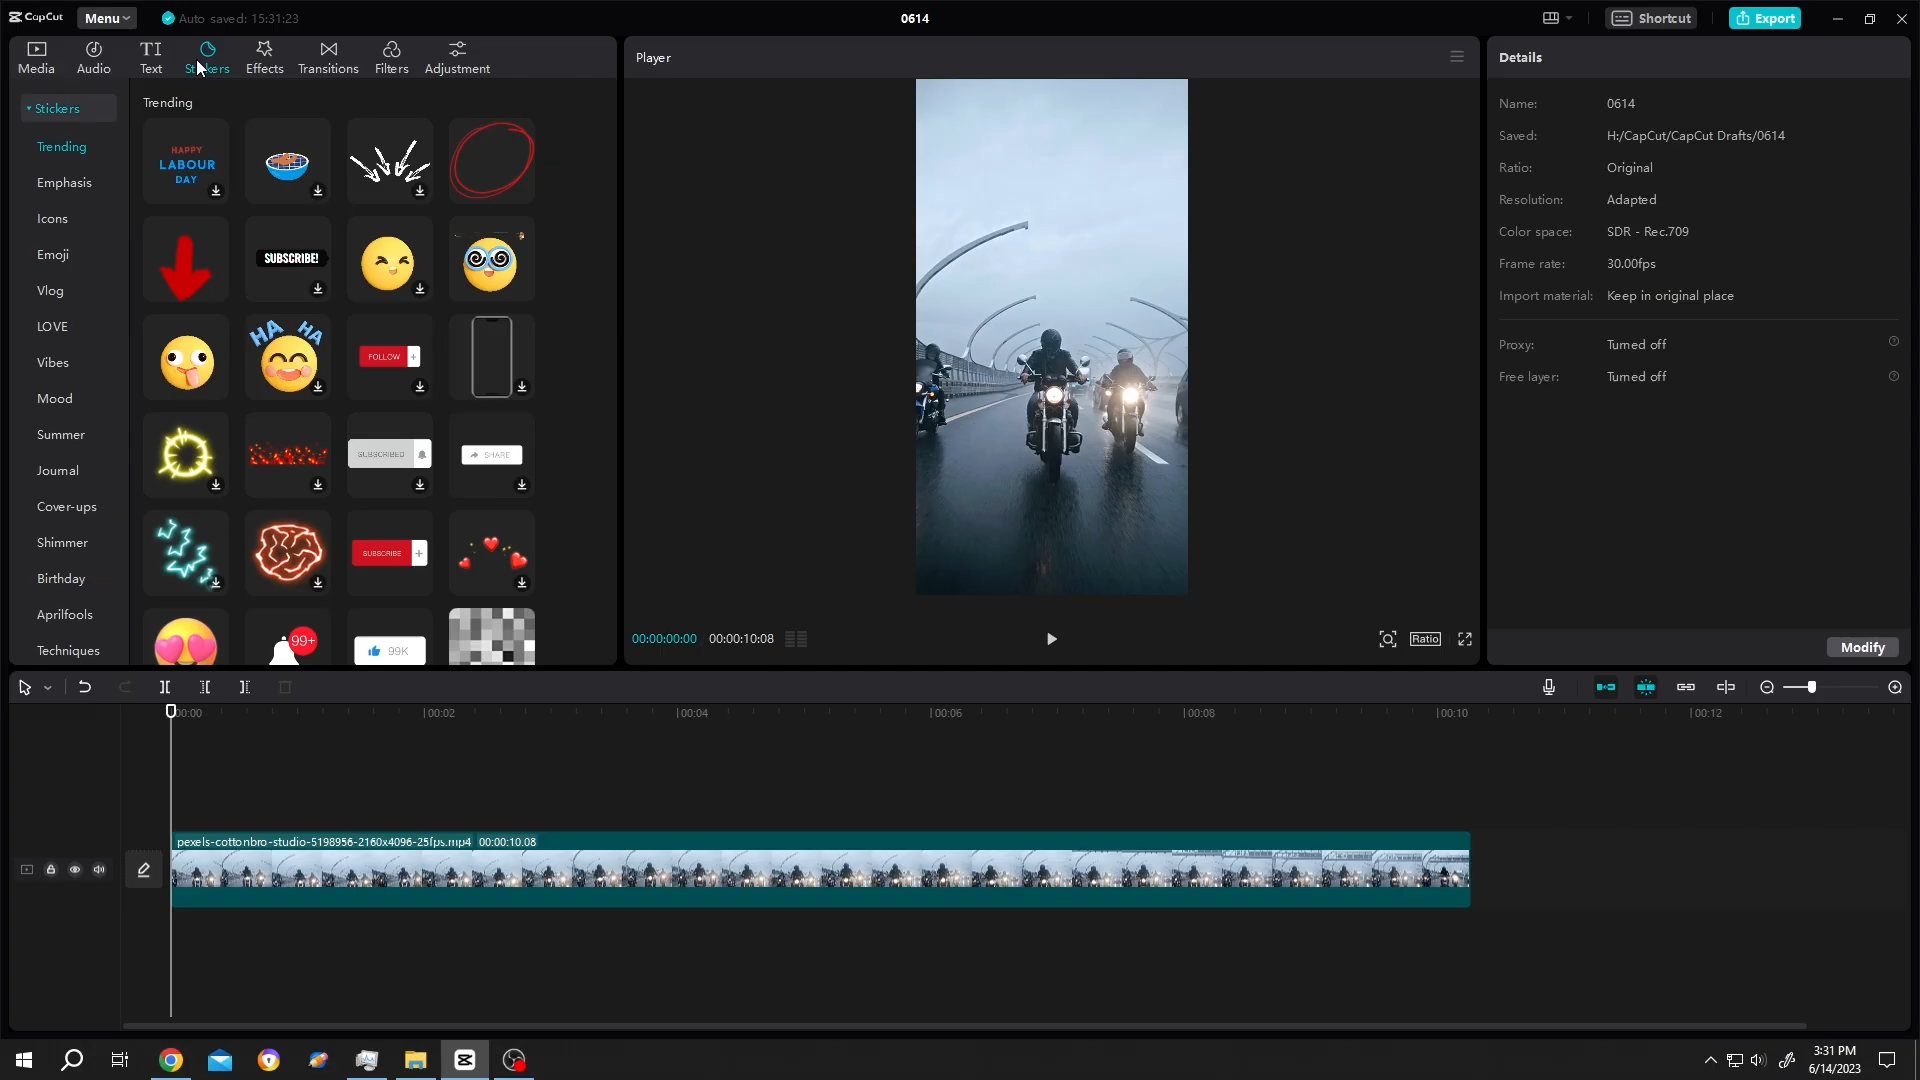 CapCut
Menu
Auto saved: 15:31:23
0614
Shortcut
Export
Media
Audio
TI
Text
Stickers
Effects
Transitions
Filters
Adjustment
Stickers
Trending
Emphasis
Icons
Emoji
Vlog
LOVE
Vibes
Mood
Summer
Journal
Cover-ups
Shimmer
Birthday
Aprilfools
Techniques
Trending
HAPPY
LABOUR
DAY
SUBSCRIBE!
HA HA
FOLLOW +
SUBSCRIBED
SHARE
SUBSCRIBE +
99+
99K
Player
00:00:00:00
00:00:10:08
Ratio
Details
Name: 0614
Saved: H:/CapCut/CapCut Drafts/0614
Ratio: Original
Resolution: Adapted
Color space: SDR - Rec.709
Frame rate: 30.00fps
Import material: Keep in original place
Proxy: Turned off
Free layer: Turned off
Modify
00:00
00:02
00:04
00:06
00:08
00:10
00:12
pexels-cottonbro-studio-5198956-2160x4096-25fps.mp4 00:00:10:08
3:31 PM
6/14/2023